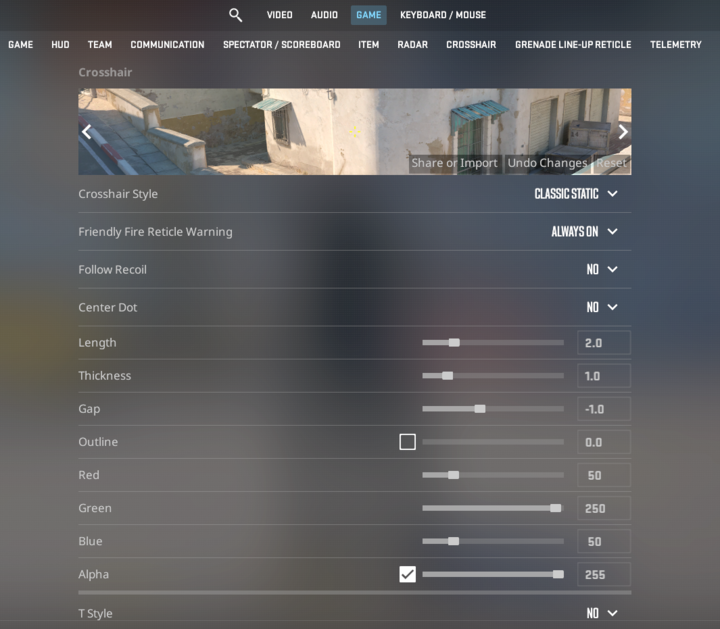 VIDEO AUDIO GAME KEYBOARD / MOUSE
GAME HUD TEAM COMMUNICATION SPECTATOR / SCOREBOARD ITEM RADAR CROSSHAIR GRENADE LINE-UP RETICLE TELEMETRY
Crosshair
Share or Import Undo Changes Reset
Crosshair Style CLASSIC STATIC
Friendly Fire Reticle Warning ALWAYS ON
Follow Recoil NO
Center Dot NO
Length 2.0
Thickness 1.0
Gap -1.0
Outline 0.0
Red 50
Green 250
Blue 50
Alpha 255
T Style NO